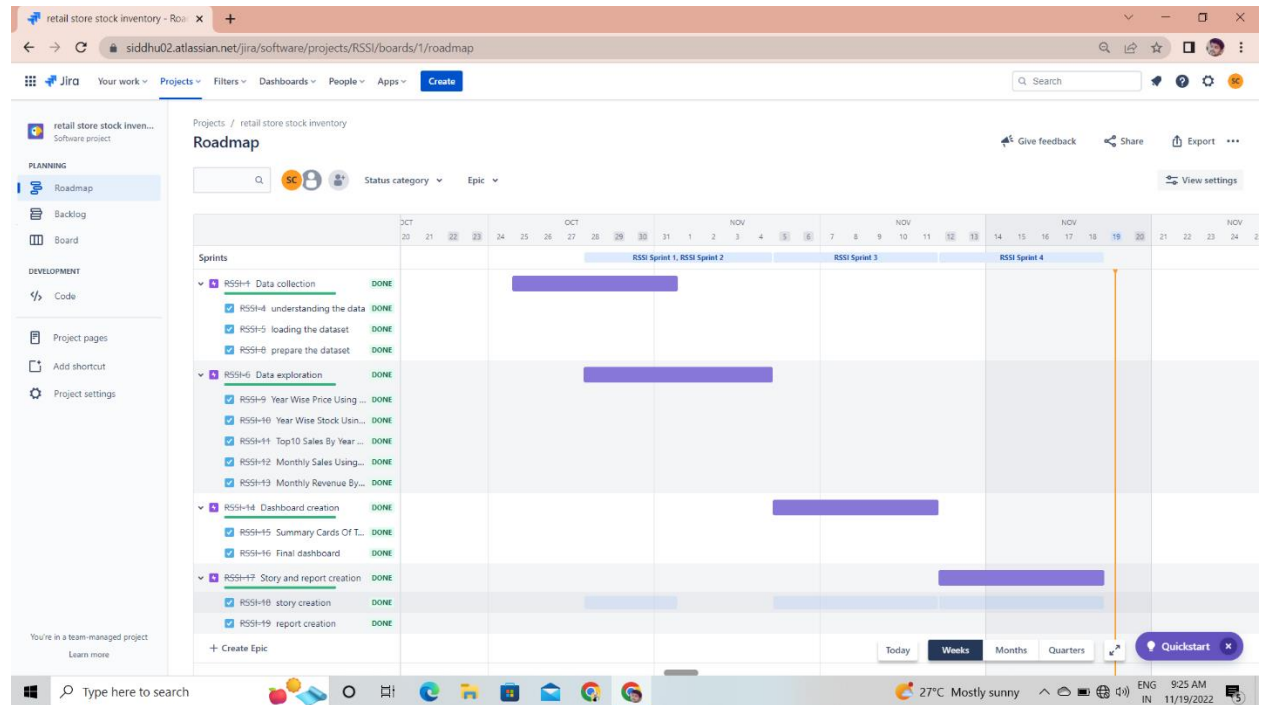 retail store stock inventory - Roa
siddhu02.atlassian.net/jira/software/projects/RSSI/boards/1/roadmap
Jira Your work Projects Filters Dashboards People Apps Create Search SC
retail store stock inven...
Software project
PLANNING
Roadmap
Backlog
Board
DEVELOPMENT
Code
Project pages
Add shortcut
Project settings
You're in a team-managed project
Learn more
Projects / retail store stock inventory
Roadmap
Give feedback Share Export
SC Status category Epic View settings
OCT OCT NOV NOV NOV NOV
20 21 22 23 24 25 26 27 28 29 30 31 1 2 3 4 5 6 7 8 9 10 11 12 13 14 15 16 17 18 19 20 21 22 23 24
Sprints RSSI Sprint 1, RSSI Sprint 2 RSSI Sprint 3 RSSI Sprint 4
RSSI-1 Data collection DONE
RSSI-4 understanding the data DONE
RSSI-5 loading the dataset DONE
RSSI-8 prepare the dataset DONE
RSSI-6 Data exploration DONE
RSSI-9 Year Wise Price Using ... DONE
RSSI-10 Year Wise Stock Usin... DONE
RSSI-11 Top10 Sales By Year ... DONE
RSSI-12 Monthly Sales Using... DONE
RSSI-13 Monthly Revenue By... DONE
RSSI-14 Dashboard creation DONE
RSSI-15 Summary Cards Of T... DONE
RSSI-16 Final dashboard DONE
RSSI-17 Story and report creation DONE
RSSI-18 story creation DONE
RSSI-19 report creation DONE
+ Create Epic
Today Weeks Months Quarters Quickstart
Type here to search
27°C Mostly sunny
ENG
IN
9:25 AM
11/19/2022
5